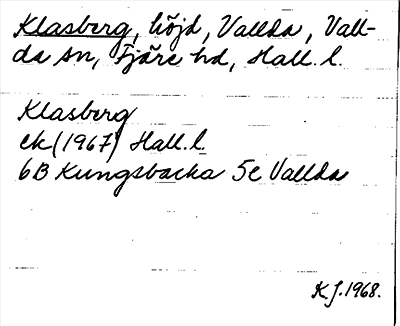 Klasberg, höjd, Vallda, Vall-
da sn, Fjäre hd, Hall. l.
Klasberg
ek (1967) Hall. l.
6B Kungsbacka 5e Vallda
K.J. 1968.